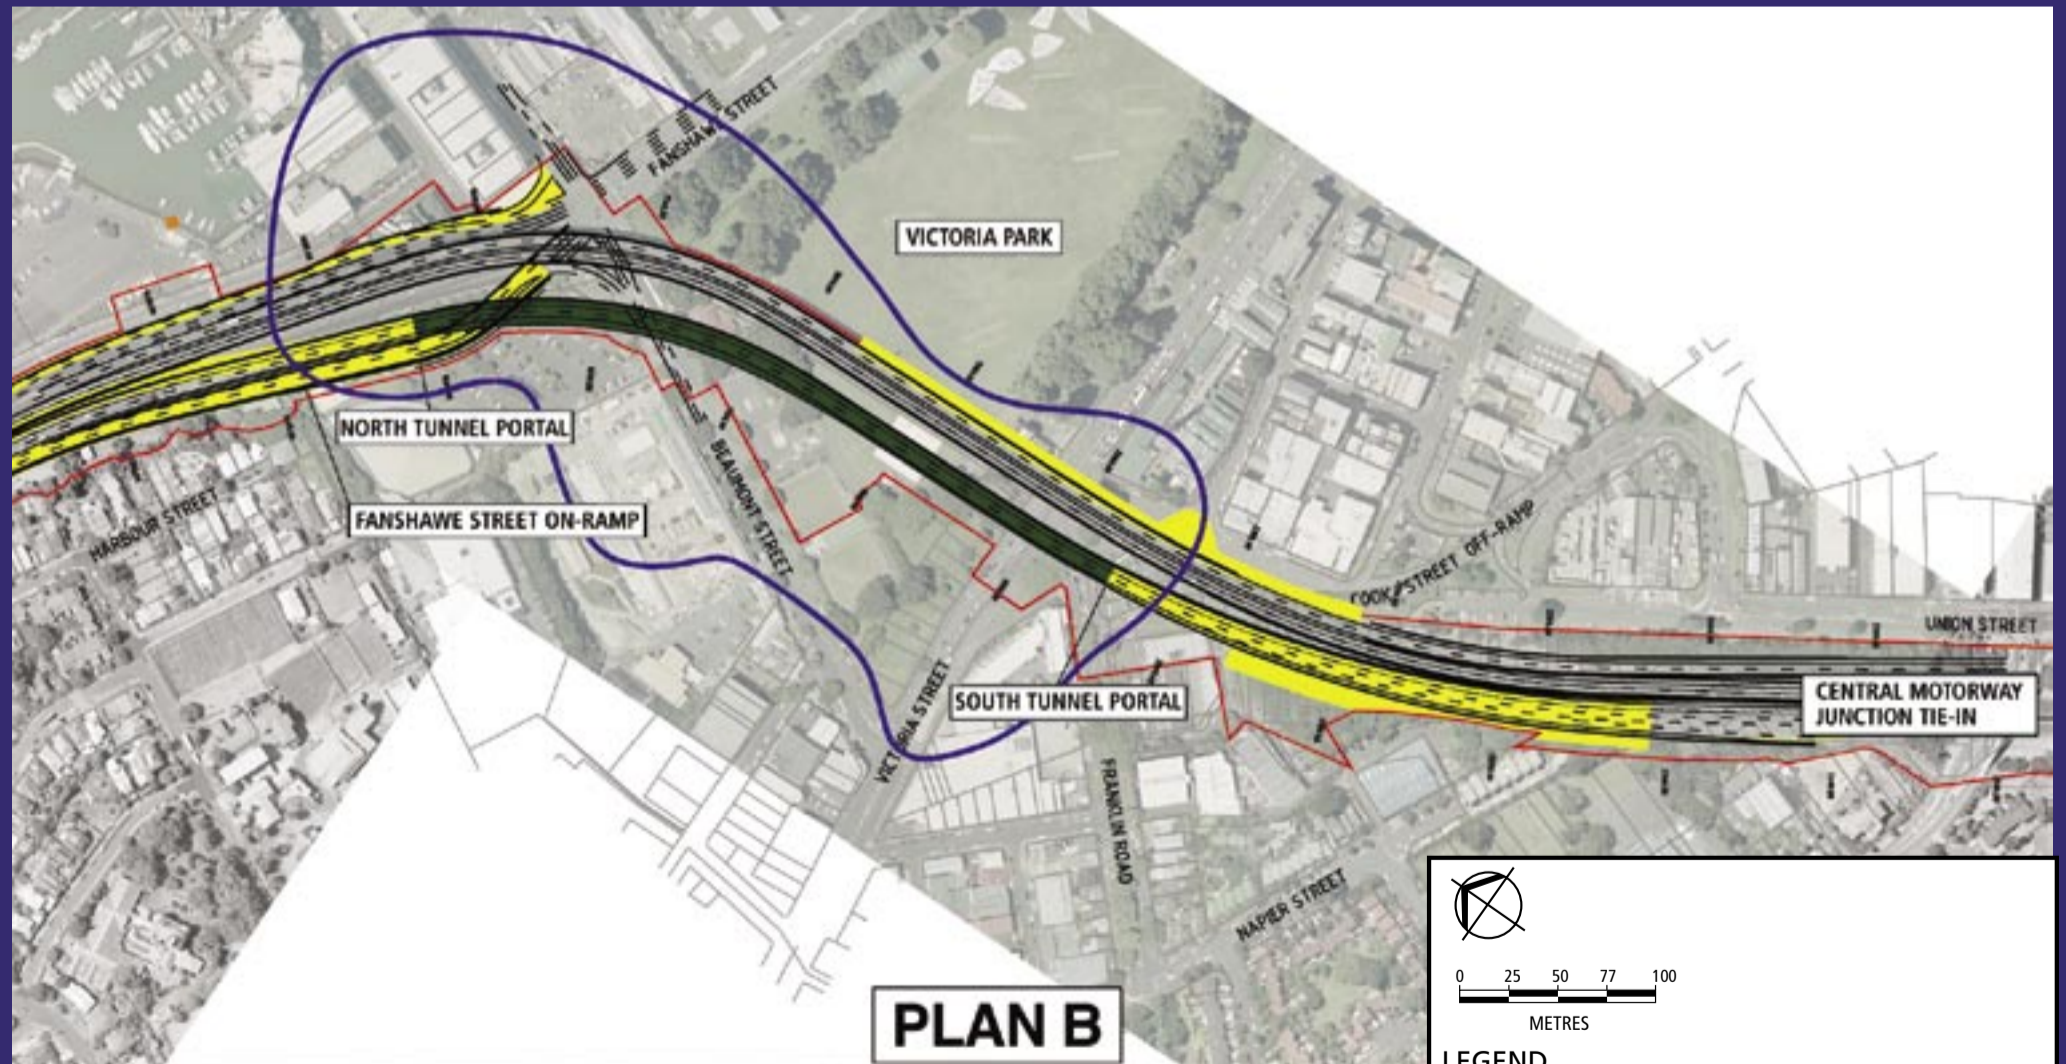 FANSHAWE STREET
VICTORIA PARK
NORTH TUNNEL PORTAL
FANSHAWE STREET ON-RAMP
HARBOUR STREET
BEAUMONT STREET
COOK STREET OFF-RAMP
UNION STREET
VICTORIA STREET
SOUTH TUNNEL PORTAL
CENTRAL MOTORWAY
JUNCTION TIE-IN
FRANKLIN ROAD
NAPIER STREET
PLAN B
0 25 50 77 100
METRES
LEGEND